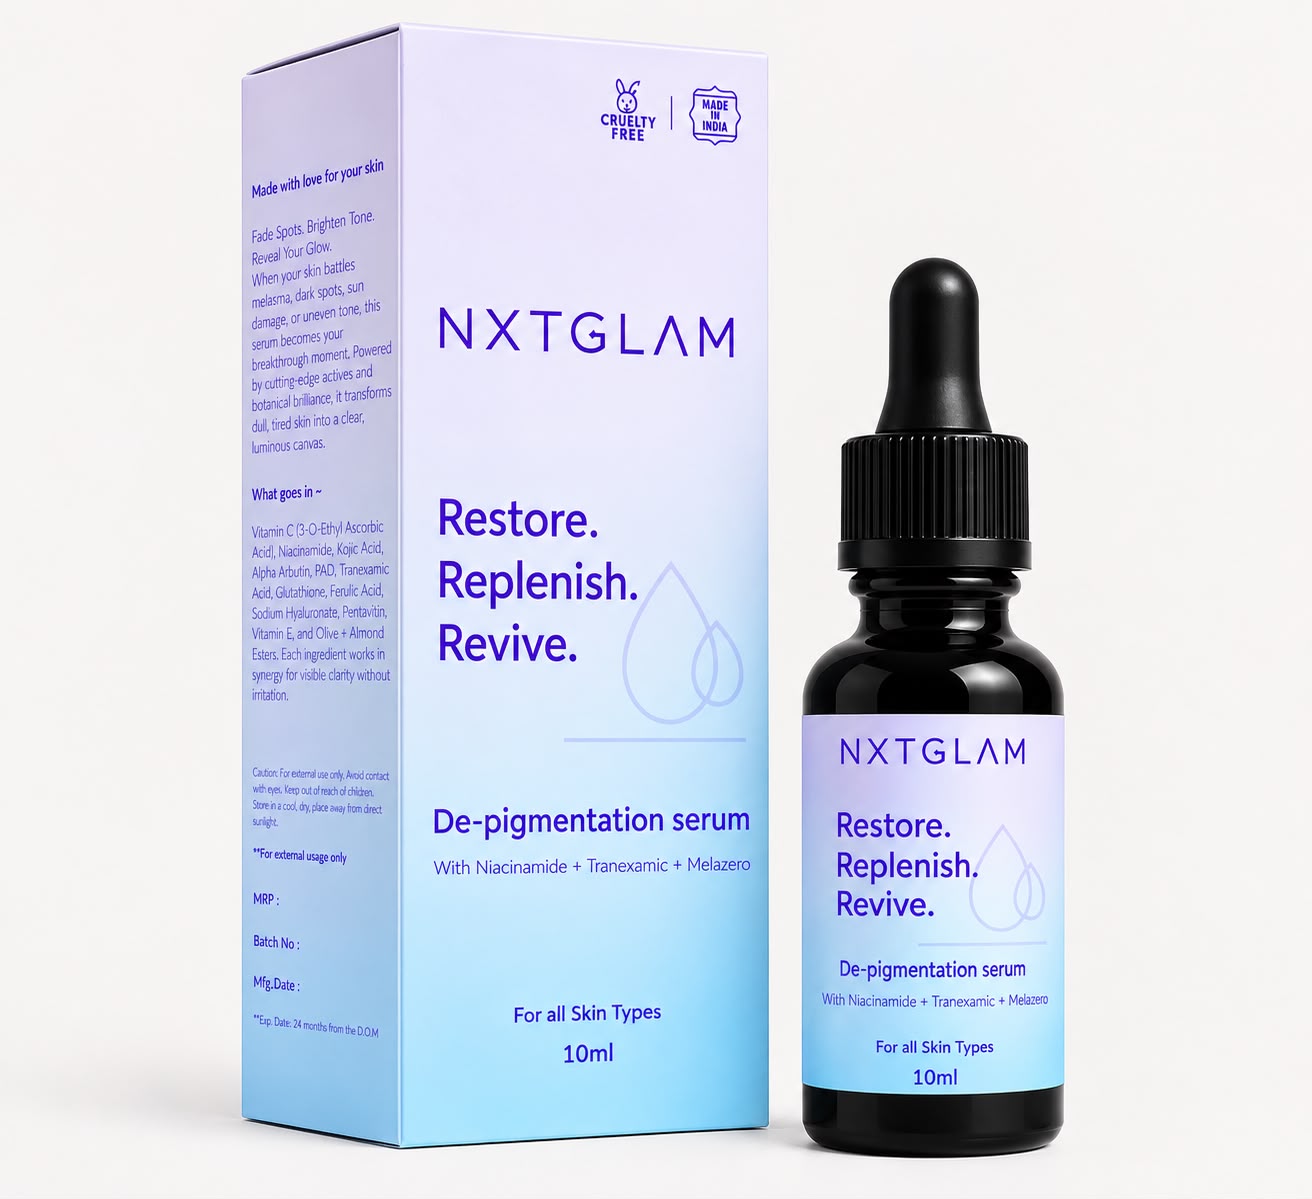 CRUELTY
FREE
MADE
IN
INDIA
Made with love for your skin
Fade Spots. Brighten Tone.
Reveal Your Glow.
When your skin battles
melasma, dark spots, sun
damage, or uneven tone, this
serum becomes your
breakthrough moment. Powered
by cutting-edge actives and
botanical brilliance, it transforms
dull, tired skin into a clear,
luminous canvas.
What goes in ~
Vitamin C (3-O-Ethyl Ascorbic
Acid), Niacinamide, Kojic Acid,
Alpha Arbutin, PAD, Tranexamic
Acid, Glutathione, Ferulic Acid,
Sodium Hyaluronate, Pentavitin,
Vitamin E, and Olive + Almond
Esters. Each ingredient works in
synergy for visible clarity without
irritation.
Caution: For external use only. Avoid contact
with eyes. Keep out of reach of children.
Store in a cool, dry, place away from direct
sunlight.
**For external usage only
MRP :
Batch No :
Mfg.Date :
**Exp. Date: 24 months from the D.O.M
NXTGLAM
Restore.
Replenish.
Revive.
De-pigmentation serum
With Niacinamide + Tranexamic + Melazero
For all Skin Types
10ml
NXTGLAM
Restore.
Replenish.
Revive.
De-pigmentation serum
With Niacinamide + Tranexamic + Melazero
For all Skin Types
10ml